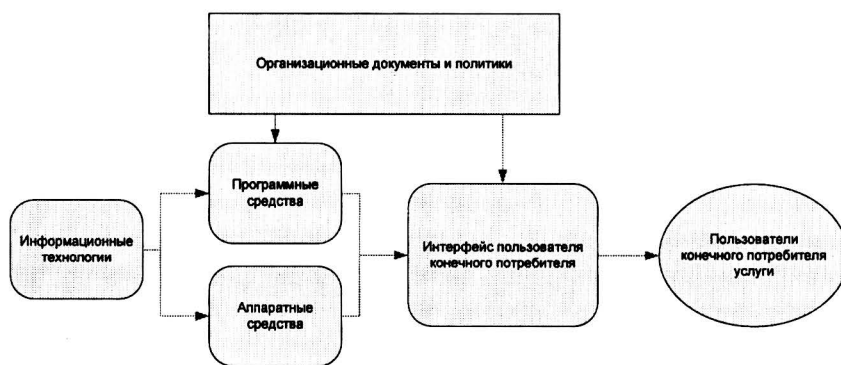 Организационные документы и политики
Программные
средства
Информационные
технологии
Интерфейс пользователя
конечного потребителя
Пользователи
конечного потребителя
услуги
Аппаратные
средства